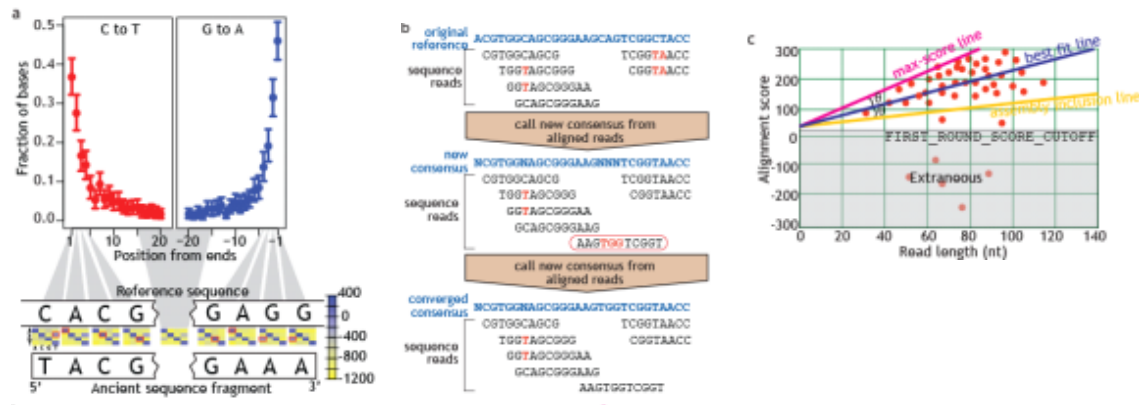 a
C to T
G to A
Fraction of bases
0.5
0.4
0.3
0.2
0.1
0.0
1 10 20 -20 -10 -1
Position from ends
Reference sequence
C A C G G A G G
A C G T
T A C G G A A A
5' Ancient sequence fragment 3'
400
0
-400
-800
1200
b
original reference
ACGTGGCAGCGGGAAGCAGTCGGCTACC
sequence reads
CGTGGCAGCG TCGGTAACC
TGGTAGCGGG CGGTAACC
GGTAGCGGGAA
GCAGCGGGAAG
call new consensus from aligned reads
new consensus
NCGTGGNAGCGGGAAGNNNTCGGTAACC
sequence reads
CGTGGCAGCG TCGGTAACC
TGGTAGCGGG CGGTAACC
GGTAGCGGGAA
GCAGCGGGAAG
AAGTGGTCGGT
call new consensus from aligned reads
converged consensus
NCGTGGNAGCGGGAAGTGGTCGGTAACC
sequence reads
CGTGGCAGCG TCGGTAACC
TGGTAGCGGG CGGTAACC
GGTAGCGGGAA
GCAGCGGGAAG
AAGTGGTCGGT
c
max-score line
best fit line
assembly inclusion line
FIRST_ROUND_SCORE_CUTOFF
Extraneous
Alignment score
300
200
100
0
-100
-200
-300
0 20 40 60 80 100 120 140
Read length (nt)